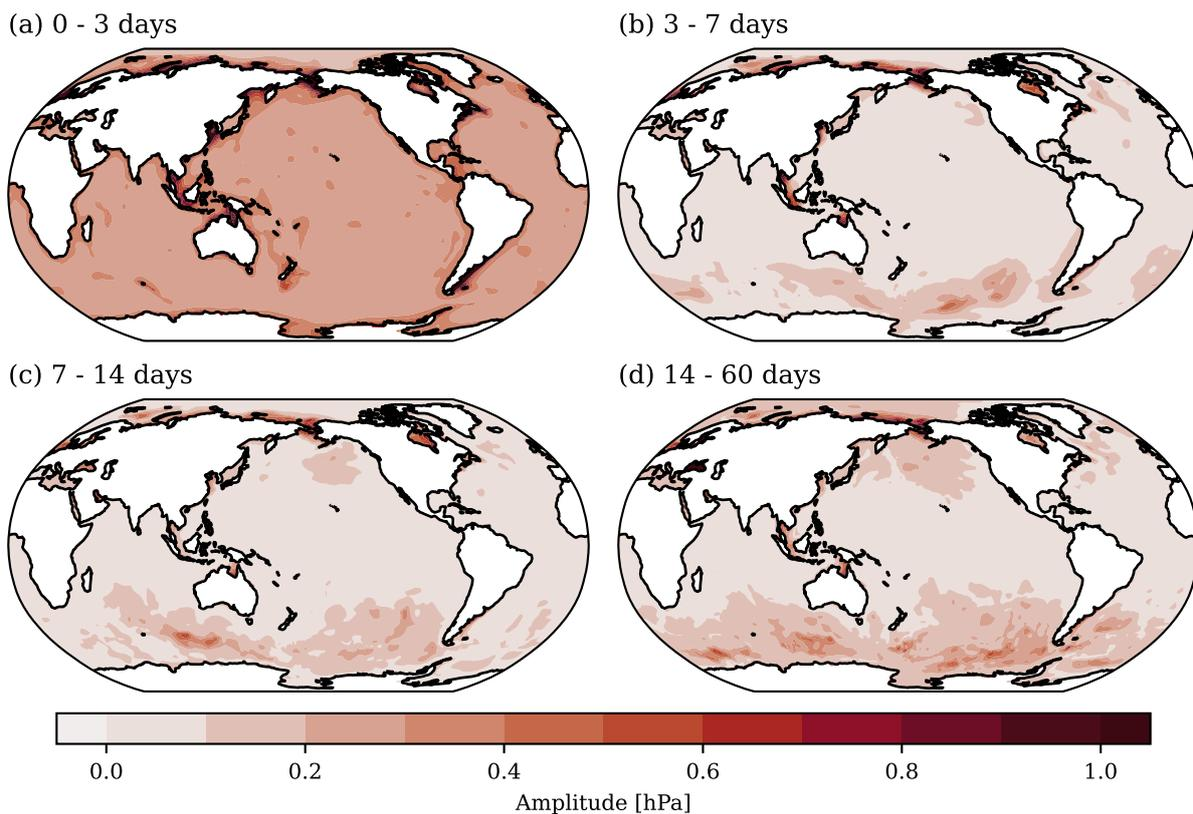 (a) 0 - 3 days
(b) 3 - 7 days
(c) 7 - 14 days
(d) 14 - 60 days
0.0 0.2 0.4 0.6 0.8 1.0
Amplitude [hPa]